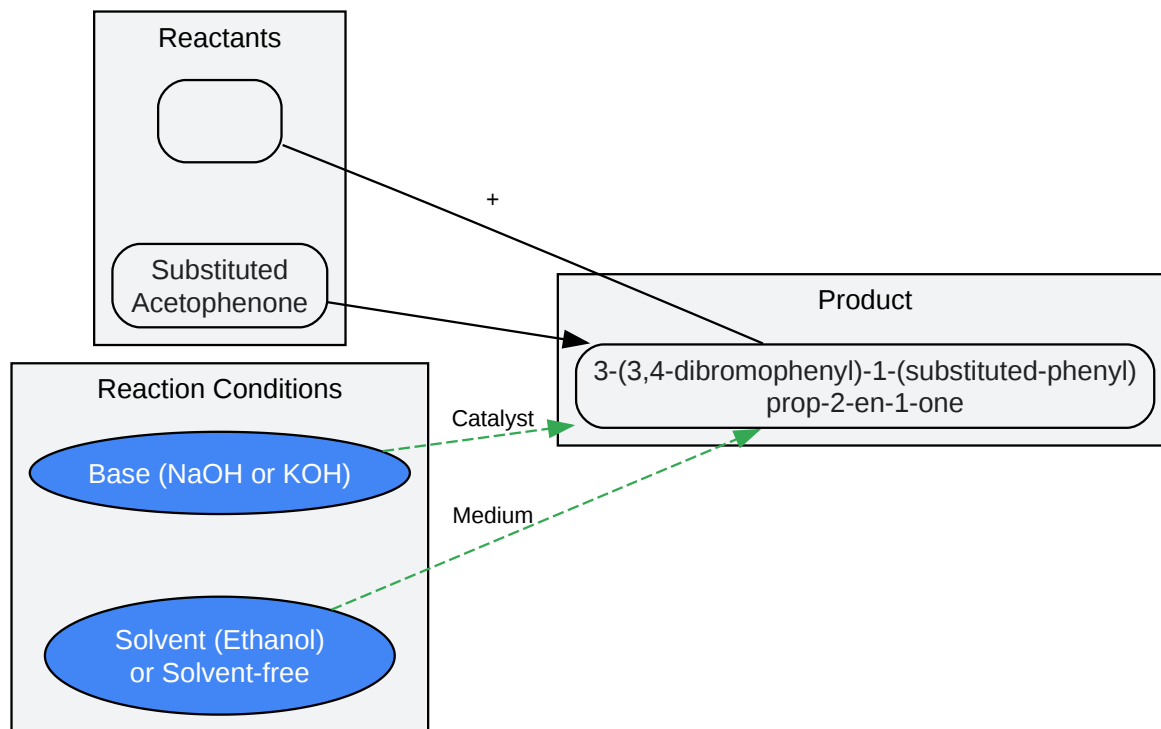 Reactants
+
Substituted
Acetophenone
Product
3-(3,4-dibromophenyl)-1-(substituted-phenyl)
prop-2-en-1-one
Reaction Conditions
Catalyst
Base (NaOH or KOH)
Medium
Solvent (Ethanol)
or Solvent-free